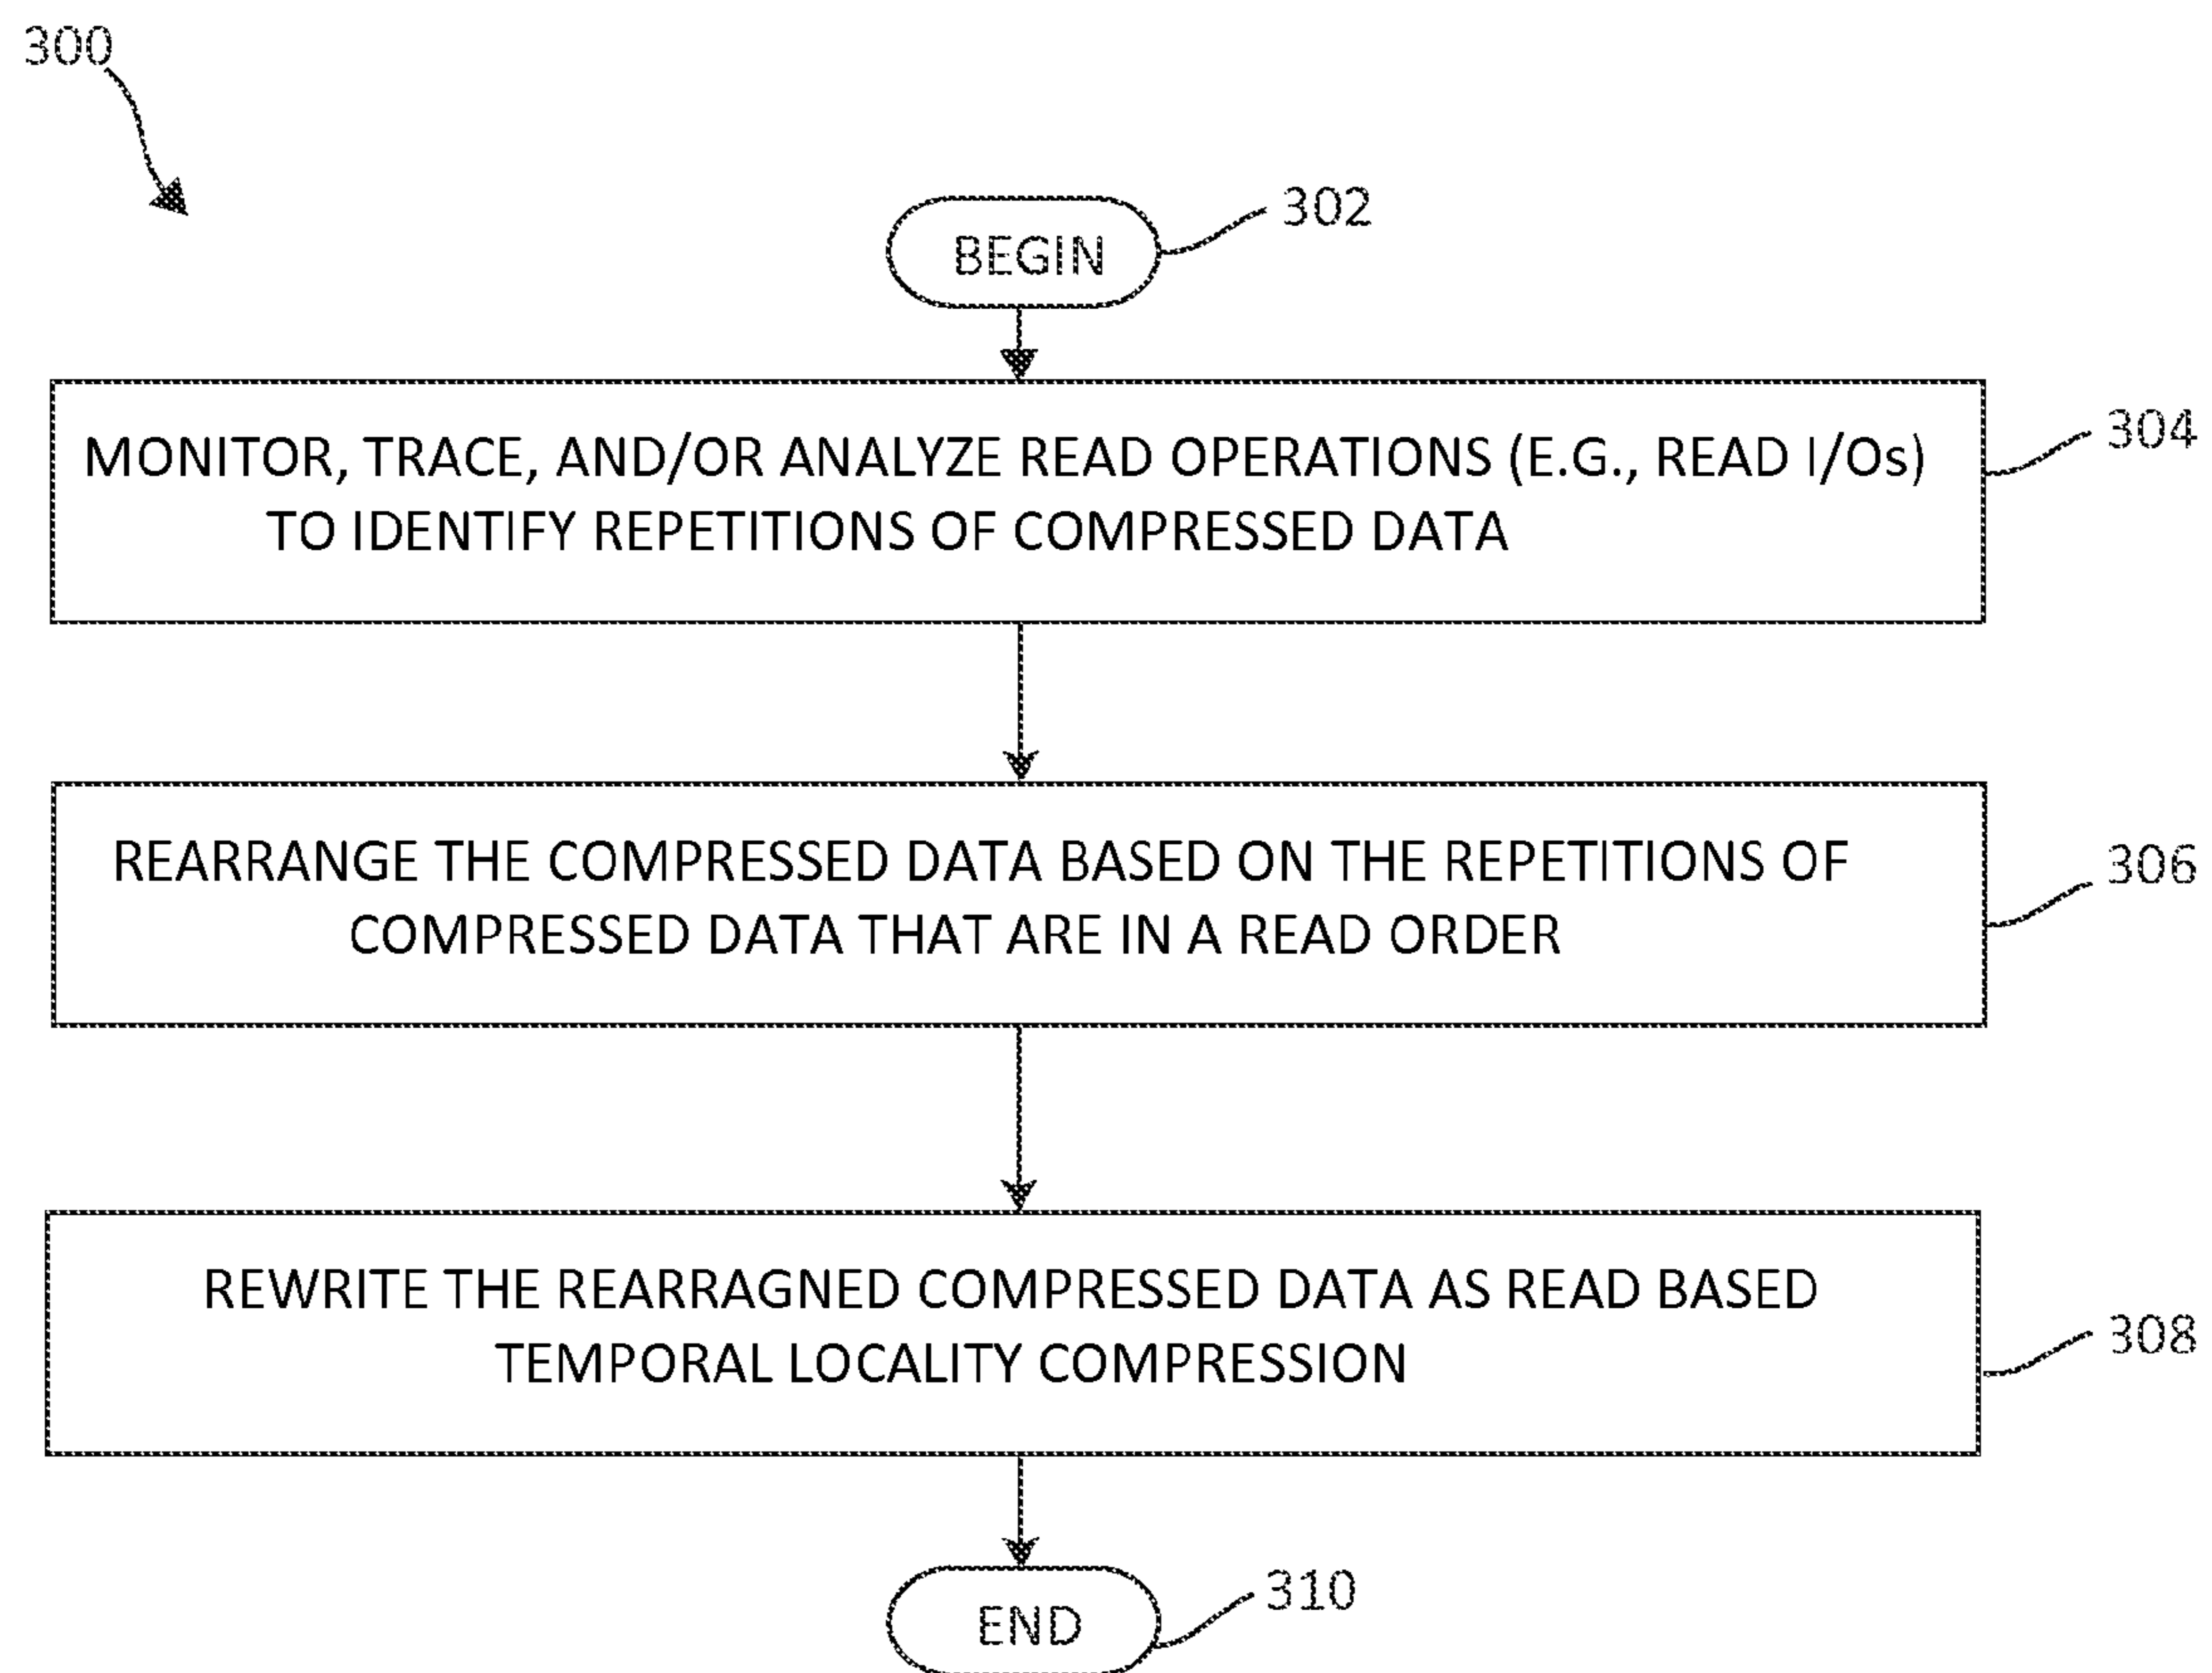 300
BEGIN
302
MONITOR, TRACE, AND/OR ANALYZE READ OPERATIONS (E.G., READ I/Os)
TO IDENTIFY REPETITIONS OF COMPRESSED DATA
304
REARRANGE THE COMPRESSED DATA BASED ON THE REPETITIONS OF
COMPRESSED DATA THAT ARE IN A READ ORDER
306
REWRITE THE REARRAGNED COMPRESSED DATA AS READ BASED
TEMPORAL LOCALITY COMPRESSION
308
END
310